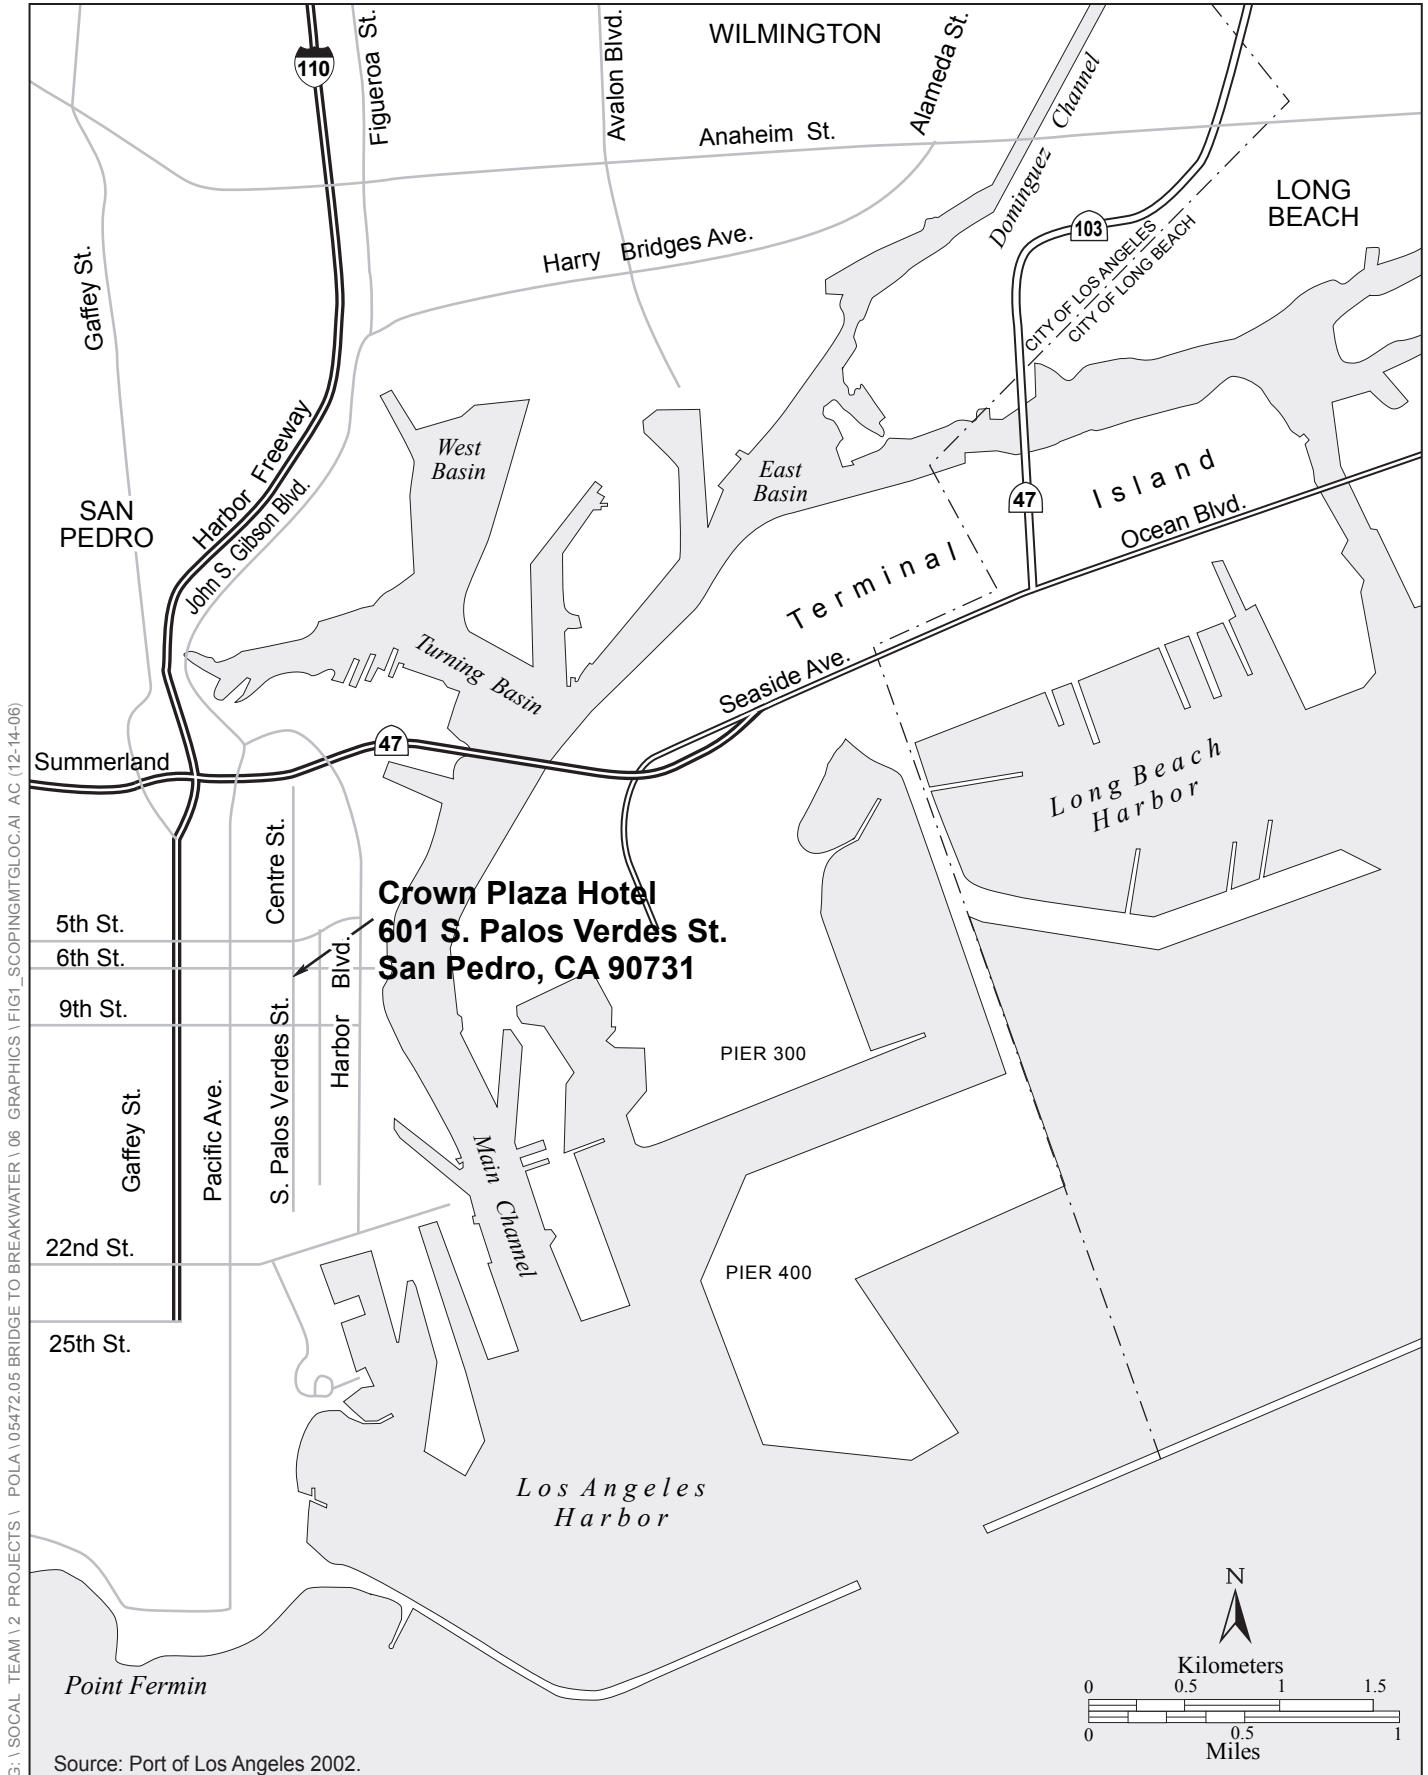 WILMINGTON
110
Figueroa St.
Avalon Blvd.
Alameda St.
Dominguez Channel
Anaheim St.
LONG
BEACH
103
Harry Bridges Ave.
CITY OF LOS ANGELES
CITY OF LONG BEACH
Gaffey St.
West
Basin
East
Basin
Harbor Freeway
John S. Gibson Blvd.
SAN
PEDRO
47
Terminal Island
Ocean Blvd.
Turning Basin
Seaside Ave.
Summerland
47
Long Beach
Harbor
Centre St.
Crown Plaza Hotel
601 S. Palos Verdes St.
San Pedro, CA 90731
5th St.
6th St.
9th St.
Harbor Blvd.
S. Palos Verdes St.
Pacific Ave.
Gaffey St.
PIER 300
Main Channel
22nd St.
PIER 400
25th St.
Los Angeles
Harbor
Point Fermin
N
Kilometers
0 0.5 1 1.5
0 0.5 1
Miles
Source: Port of Los Angeles 2002.
G: \ SOCAL TEAM \ 2 PROJECTS \ POLA \ 05472.05 BRIDGE TO BREAKWATER \ 06 GRAPHICS \ FIG1_SCOPINGMTGLOC.AI AC (12-14-06)